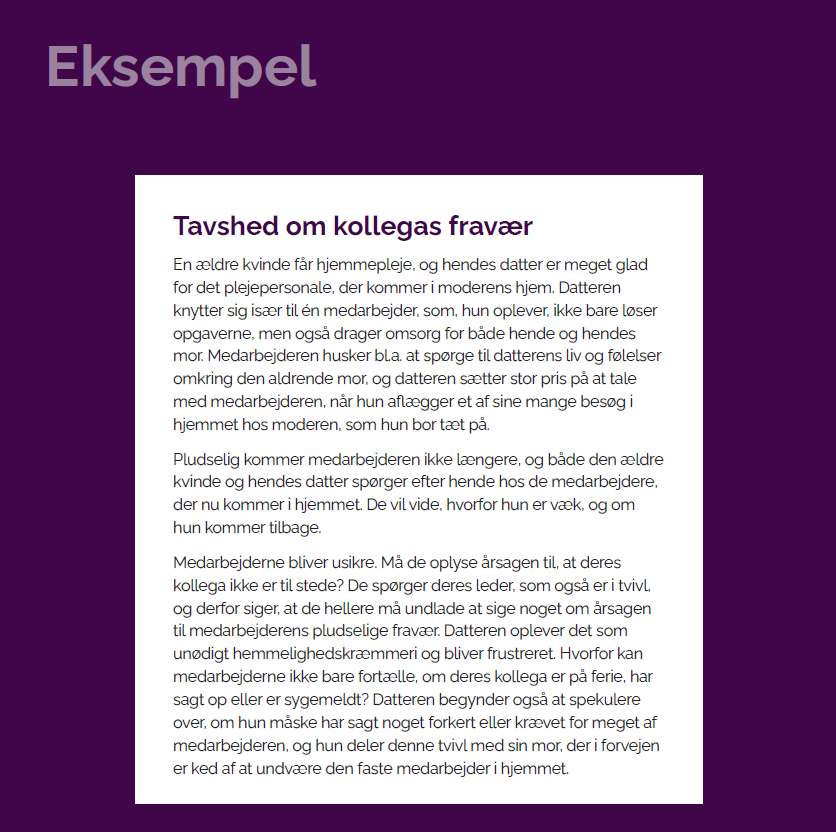 Eksempel
Tavshed om kollegas fravær
En ældre kvinde får hjemmepleje, og hendes datter er meget glad
for det plejepersonale, der kommer i moderens hjem. Datteren
knytter sig især til én medarbejder, som, hun oplever, ikke bare løser
opgaverne, men også drager omsorg for både hende og hendes
mor. Medarbejderen husker bl.a. at spørge til datterens liv og følelser
omkring den aldrende mor, og datteren sætter stor pris på at tale
med medarbejderen, når hun aflægger et af sine mange besøg i
hjemmet hos moderen, som hun bor tæt på.
Pludselig kommer medarbejderen ikke længere, og både den ældre
kvinde og hendes datter spørger efter hende hos de medarbejdere,
der nu kommer i hjemmet. De vil vide, hvorfor hun er væk, og om
hun kommer tilbage.
Medarbejderne bliver usikre. Må de oplyse årsagen til, at deres
kollega ikke er til stede? De spørger deres leder, som også er i tvivl,
og derfor siger, at de hellere må undlade at sige noget om årsagen
til medarbejderens pludselige fravær. Datteren oplever det som
unødigt hemmelighedskræmmeri og bliver frustreret. Hvorfor kan
medarbejderne ikke bare fortælle, om deres kollega er på ferie, har
sagt op eller er sygemeldt? Datteren begynder også at spekulere
over, om hun måske har sagt noget forkert eller krævet for meget af
medarbejderen, og hun deler denne tvivl med sin mor, der i forvejen
er ked af at undvære den faste medarbejder i hjemmet.